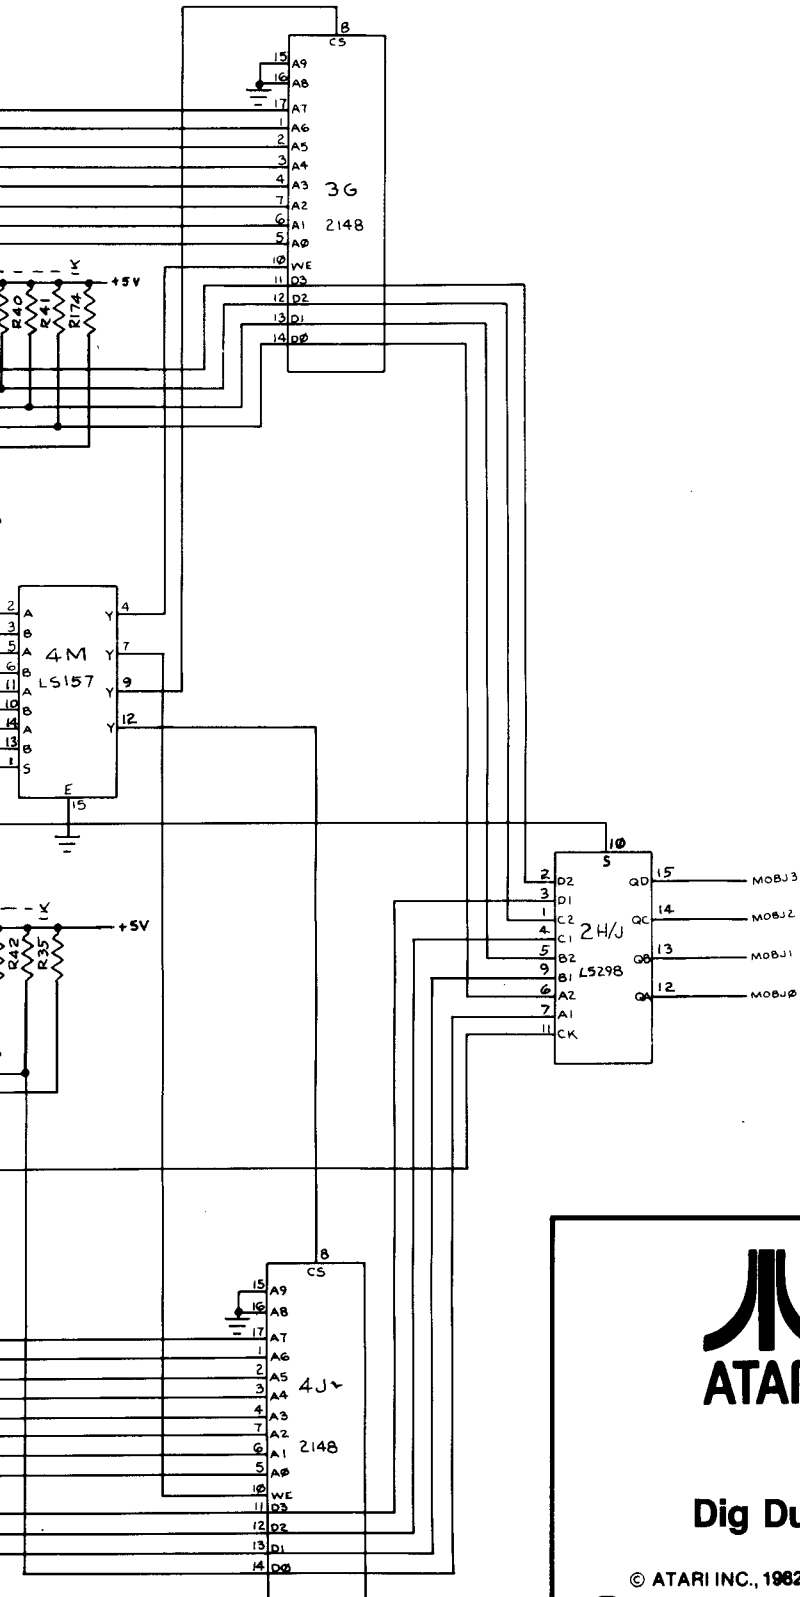 8
CS
15 A9
16 A8
17 A7
1 A6
2 A5
3 A4
4 A3
7 A2
6 A1
5 AØ
1Ø WE
11 D3
12 D2
13 D1
14 DØ
3G
2148
1K
+5V
R40
R41
R174
2 A
3 B
5 A
6 B
11 A
10 B
14 A
13 B
1 S
4M
LS157
Y 4
Y 7
Y 9
Y 12
E
15
1K
+5V
R42
R35
1Ø
S
2 D2
3 D1
1 C2
4 C1
5 B2
9 B1
6 A2
7 A1
11 CK
2H/J
LS298
QD 15 MOBJ3
QC 14 MOBJ2
QB 13 MOBJ1
QA 12 MOBJØ
8
CS
15 A9
16 A8
17 A7
1 A6
2 A5
3 A4
4 A3
7 A2
6 A1
5 AØ
1Ø WE
11 D3
12 D2
13 D1
14 DØ
4J
2148
ATAR
Dig Du
© ATARI INC., 1982